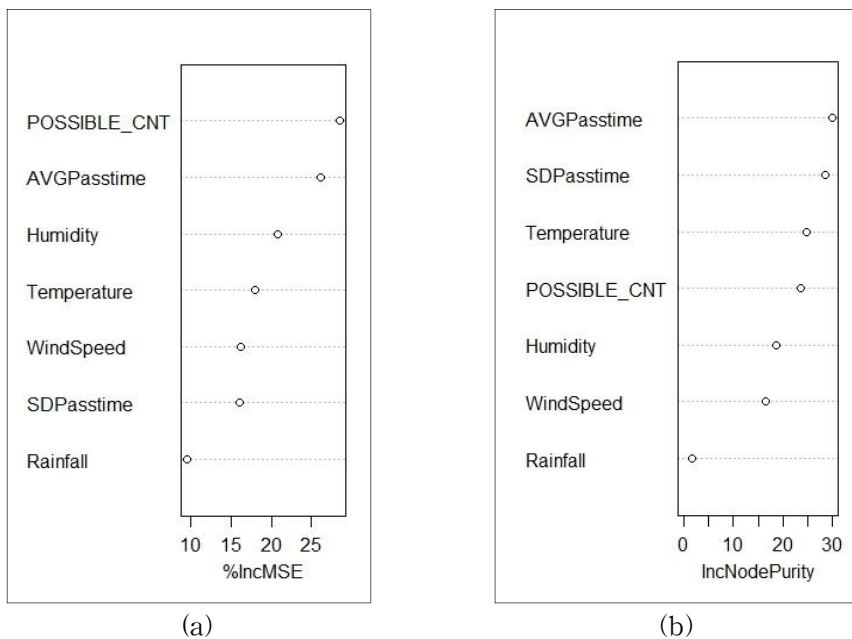 POSSIBLE_CNT
AVGPasstime
Humidity
Temperature
WindSpeed
SDPasstime
Rainfall
10 15 20 25
%IncMSE
(a)
AVGPasstime
SDPasstime
Temperature
POSSIBLE_CNT
Humidity
WindSpeed
Rainfall
0 10 20 30
IncNodePurity
(b)